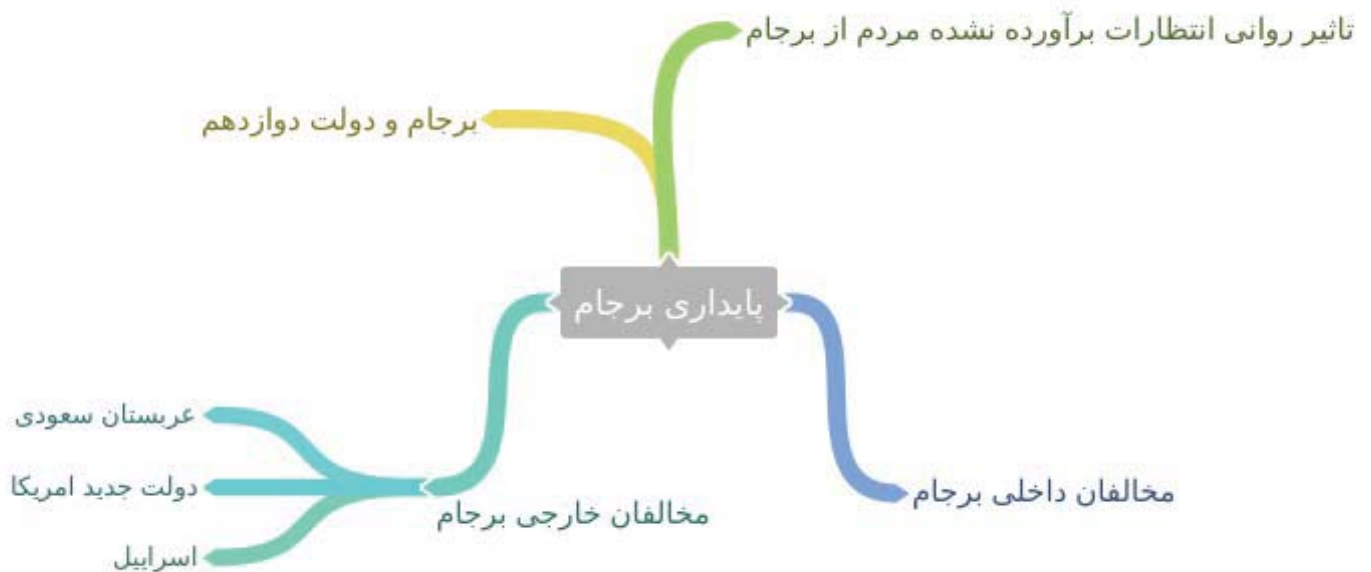 تاثیر روانی انتظارات برآورده نشده مردم از برجام
برجام و دولت دوازدهم
پایداری برجام
عربستان سعودی
دولت جدید امریکا
مخالفان داخلی برجام
مخالفان خارجی برجام
اسراییل